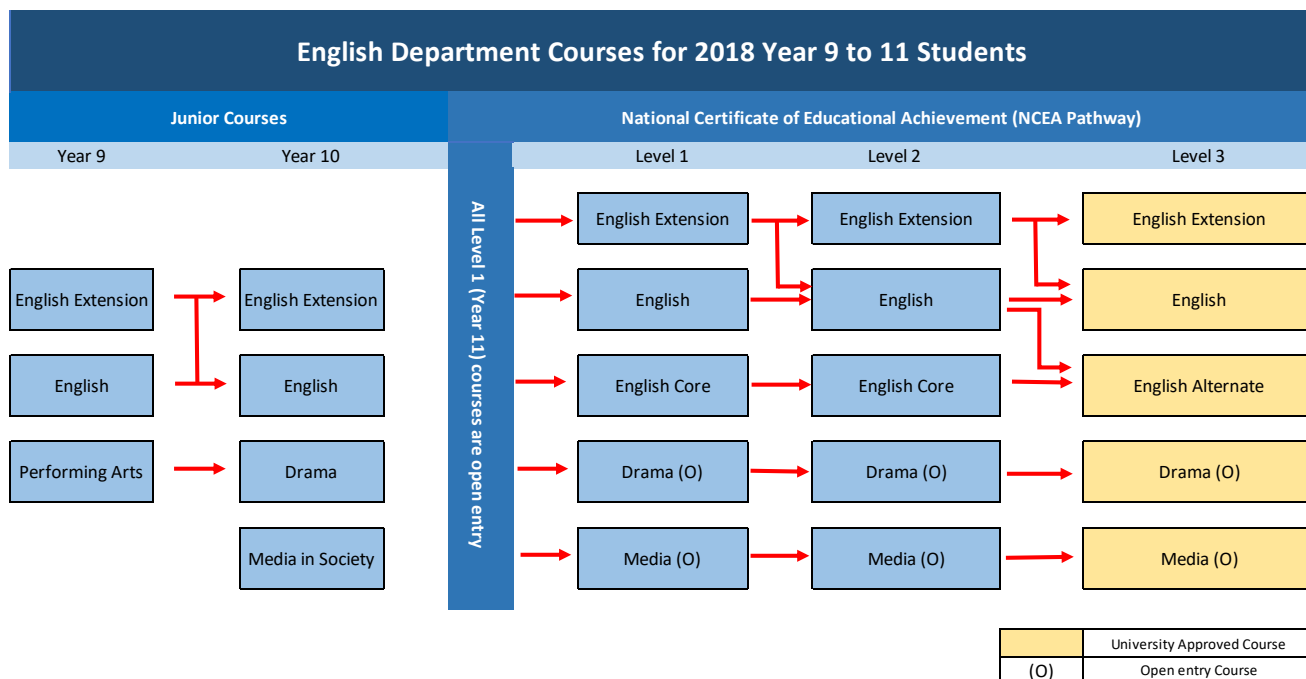 English Department Courses for 2018 Year 9 to 11 Students
Junior Courses
National Certificate of Educational Achievement (NCEA Pathway)
Year 9
Year 10
Level 1
Level 2
Level 3
All Level 1 (Year 11) courses are open entry
English Extension
English Extension
English Extension
English Extension
English Extension
English
English
English
English
English
English Core
English Core
English Alternate
Performing Arts
Drama
Drama (O)
Drama (O)
Drama (O)
Media in Society
Media (O)
Media (O)
Media (O)
University Approved Course
(O)
Open entry Course